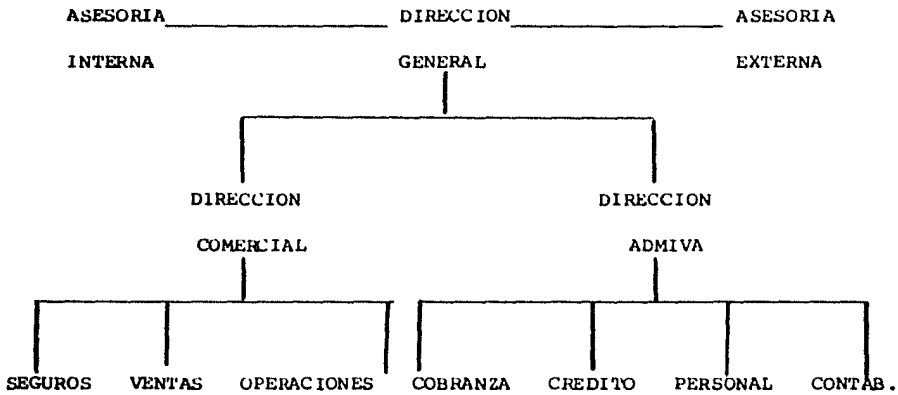 ASESORIA DIRECCION ASESORIA
INTERNA GENERAL EXTERNA
DIRECCION DIRECCION
COMERCIAL ADMIVA
SEGUROS VENTAS OPERACIONES COBRANZA CREDITO PERSONAL CONTAB.